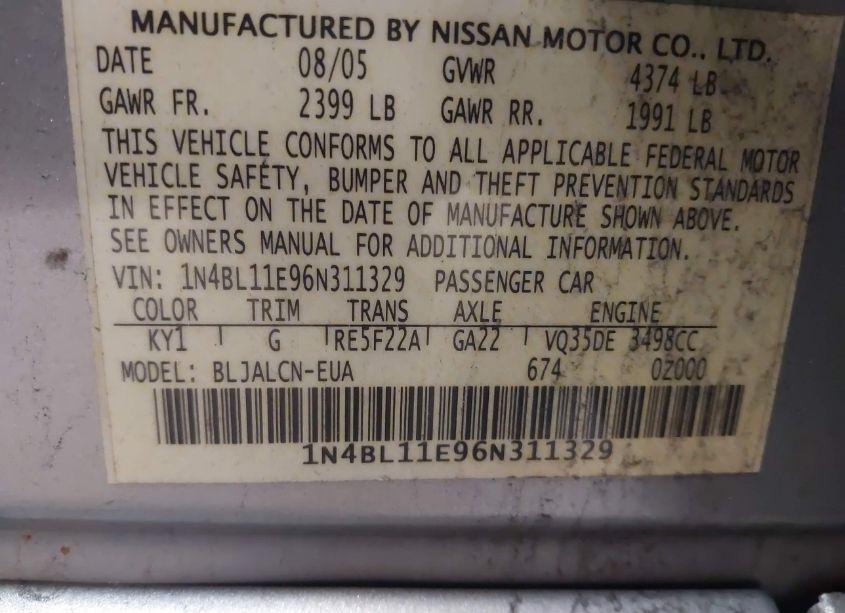 MANUFACTURED BY NISSAN MOTOR CO., LTD.
DATE 08/05 GVWR 4374 LB
GAWR FR. 2399 LB GAWR RR. 1991 LB
THIS VEHICLE CONFORMS TO ALL APPLICABLE FEDERAL MOTOR
VEHICLE SAFETY, BUMPER AND THEFT PREVENTION STANDARDS
IN EFFECT ON THE DATE OF MANUFACTURE SHOWN ABOVE.
SEE OWNERS MANUAL FOR ADDITIONAL INFORMATION.
VIN: 1N4BL11E96N311329 PASSENGER CAR
COLOR TRIM TRANS AXLE ENGINE
KY1 G RE5F22A GA22 VQ35DE 3498CC
MODEL: BLJALCN-EUA 674 0Z000
1N4BL11E96N311329